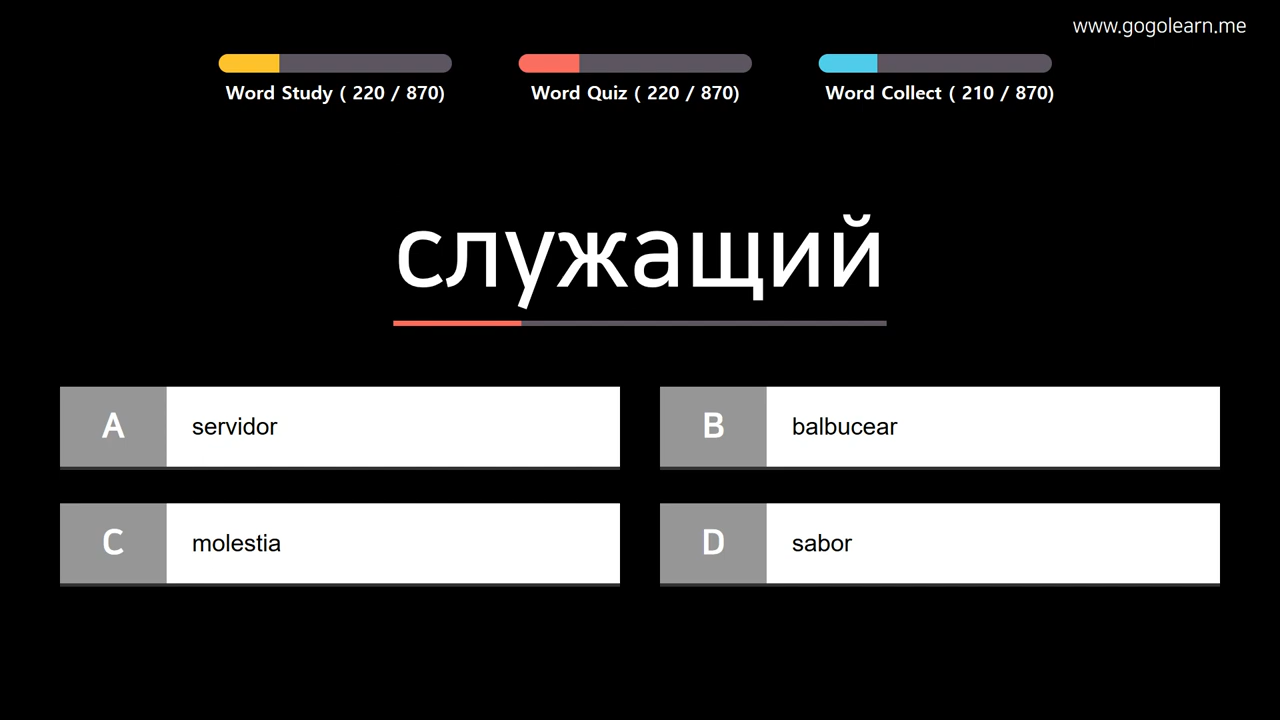 www.gogolearn.me
Word Study ( 220 / 870)
Word Quiz ( 220 / 870)
Word Collect ( 210 / 870)
служащий
A servidor
B balbucear
C molestia
D sabor